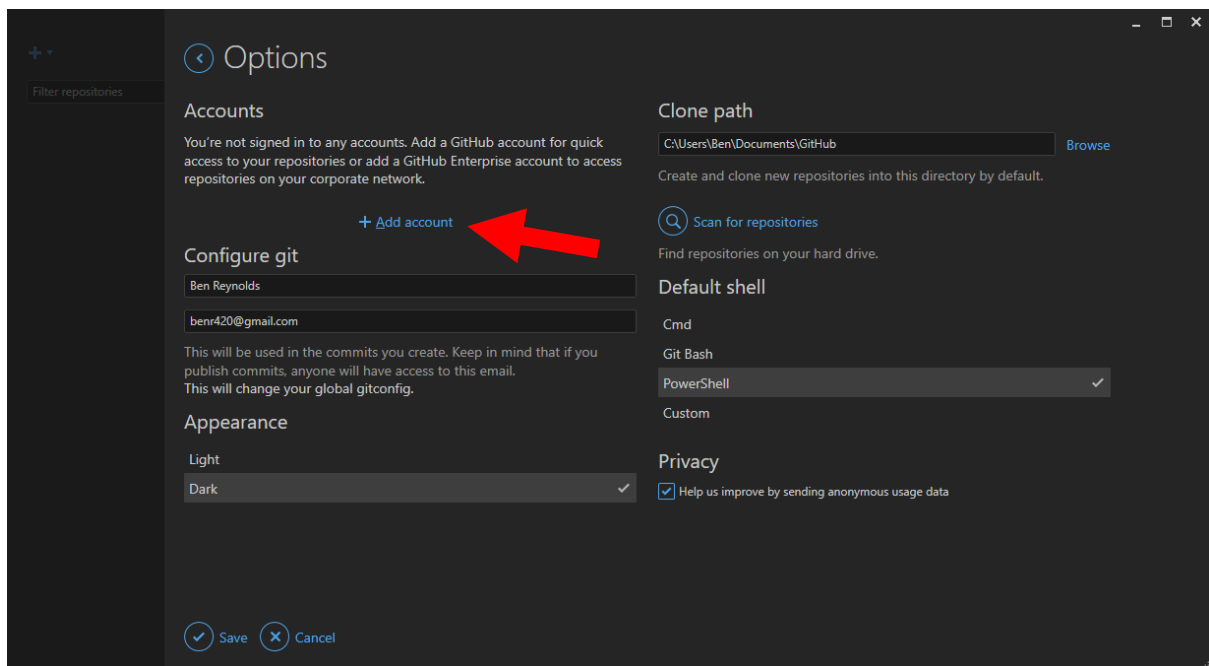 Filter repositories
Options
Accounts
You're not signed in to any accounts. Add a GitHub account for quick
access to your repositories or add a GitHub Enterprise account to access
repositories on your corporate network.
+ Add account
Configure git
Ben Reynolds
benr420@gmail.com
This will be used in the commits you create. Keep in mind that if you
publish commits, anyone will have access to this email.
This will change your global gitconfig.
Appearance
Light
Dark
Clone path
C:\Users\Ben\Documents\GitHub
Browse
Create and clone new repositories into this directory by default.
Scan for repositories
Find repositories on your hard drive.
Default shell
Cmd
Git Bash
PowerShell
Custom
Privacy
Help us improve by sending anonymous usage data
Save
Cancel